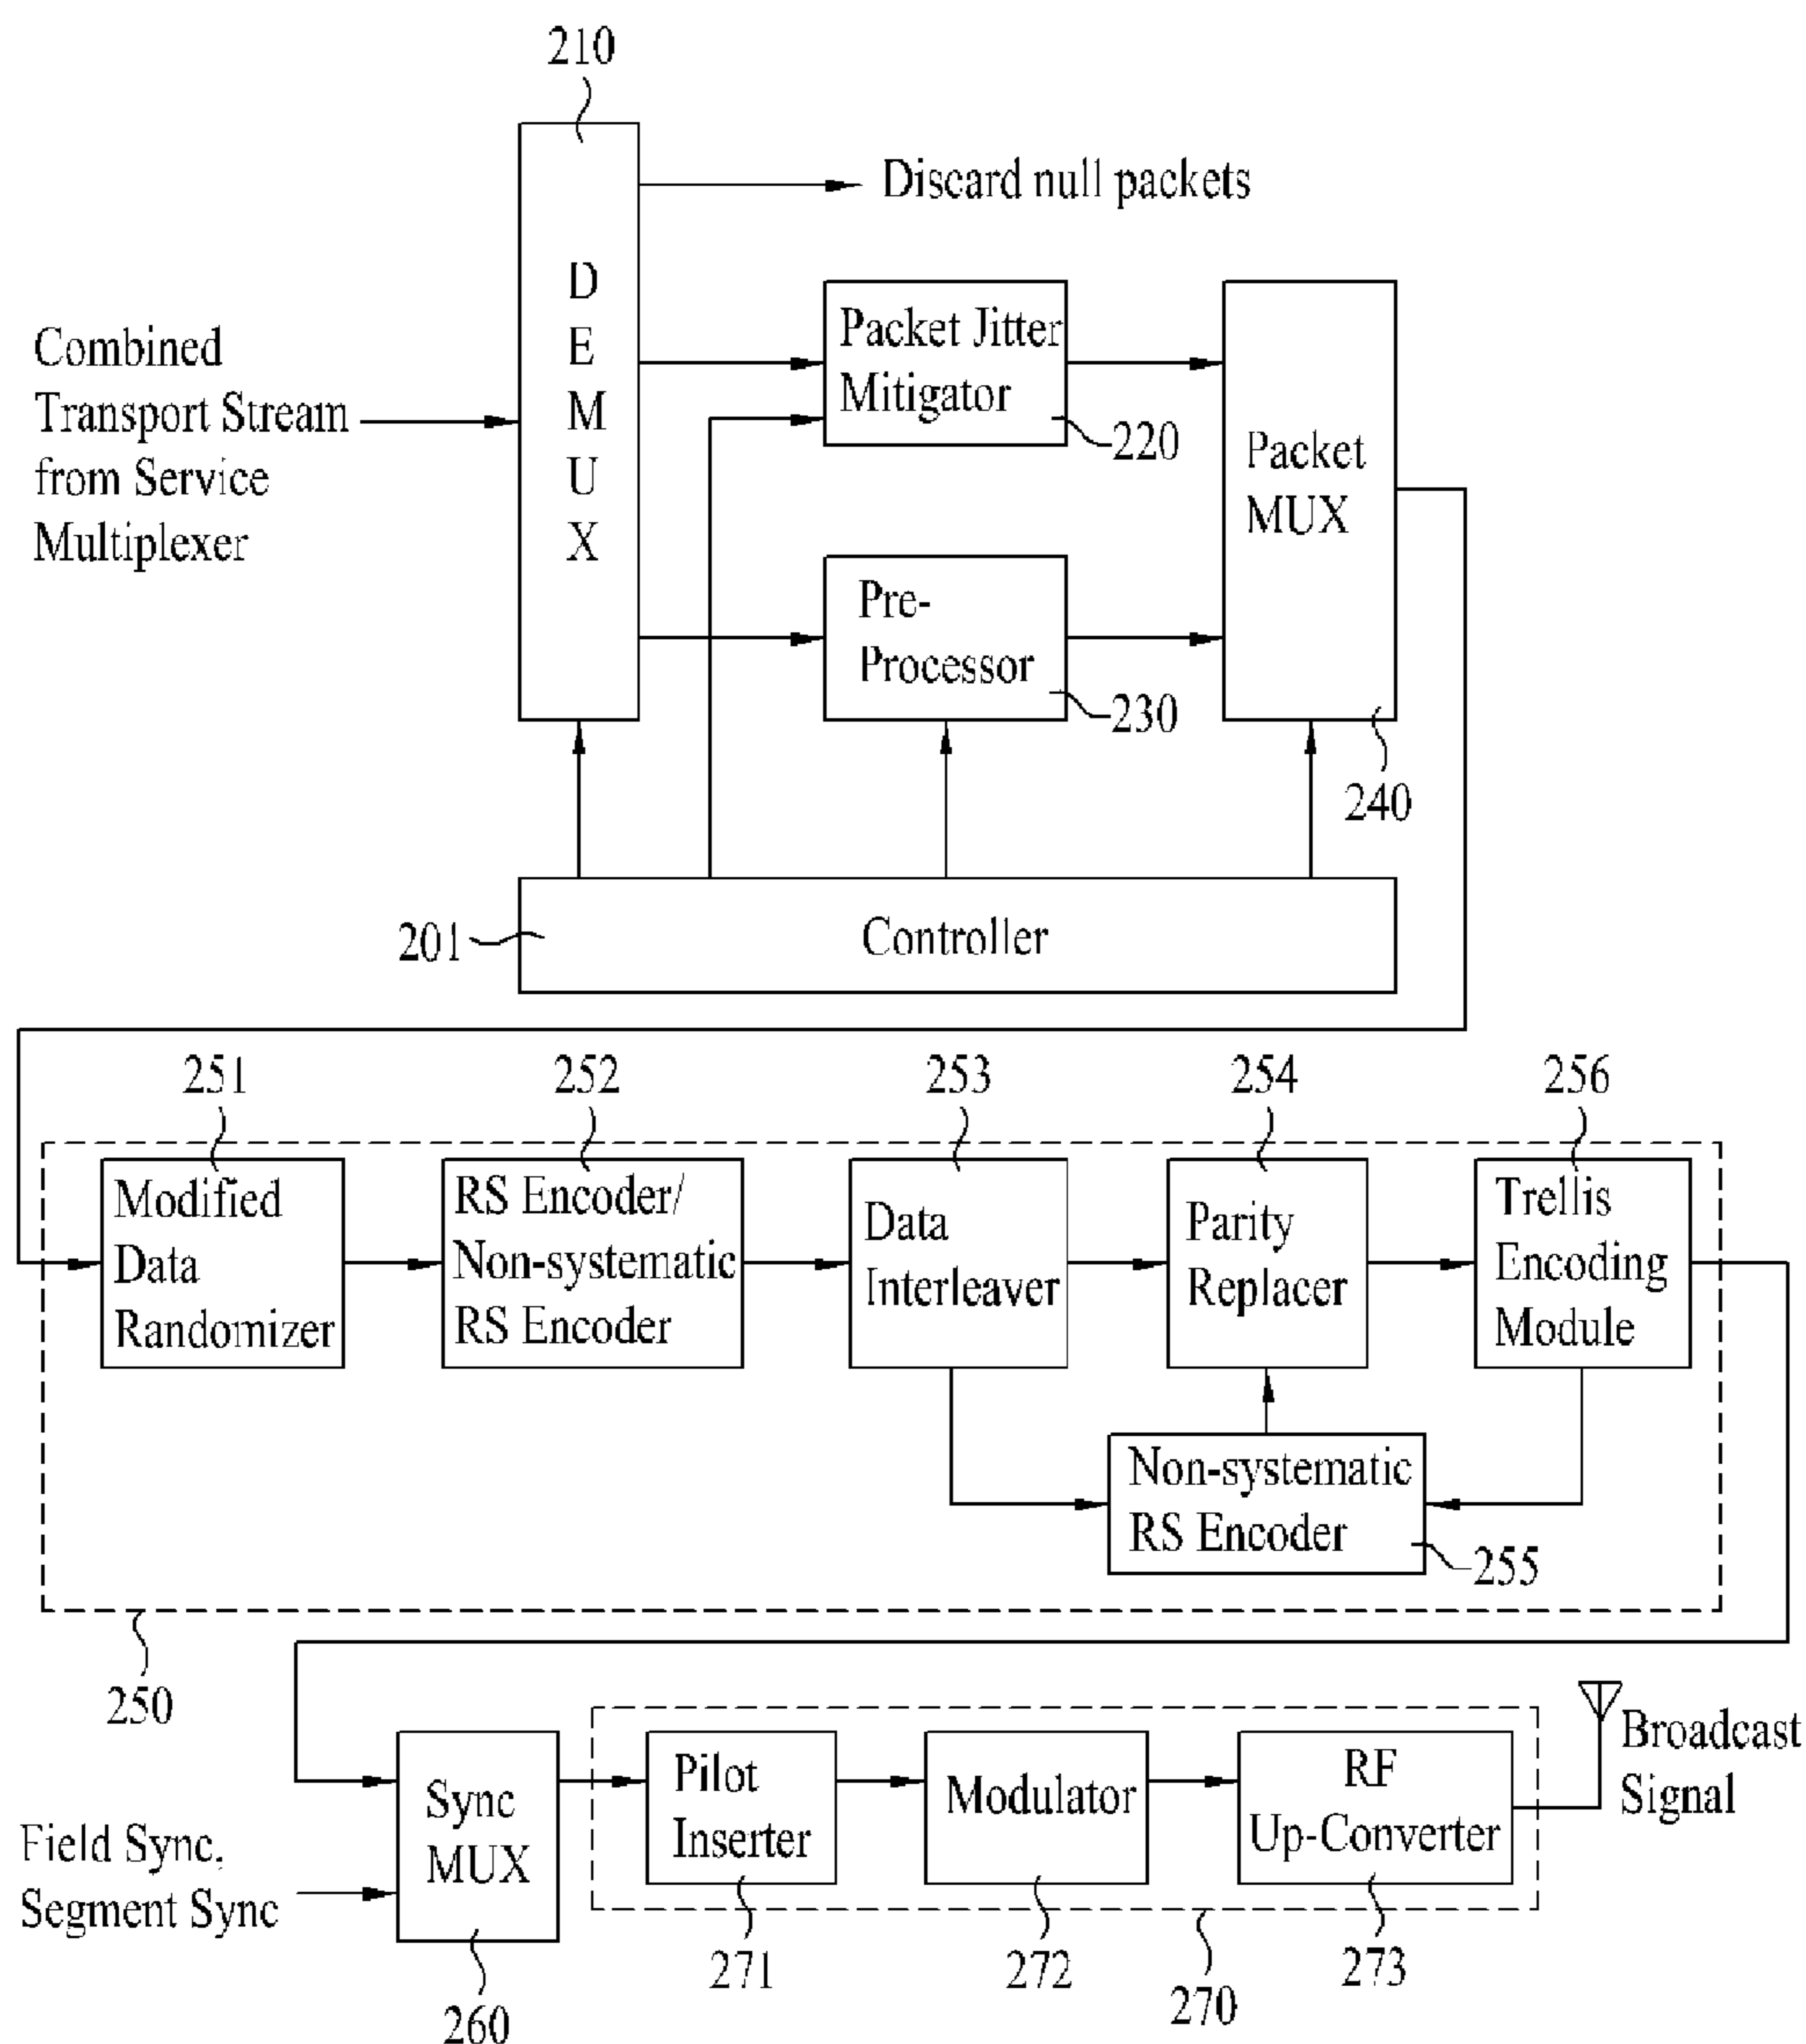 210
Discard null packets
D
E
M
U
X
Combined
Transport Stream
from Service
Multiplexer
Packet Jitter
Mitigator
220
Packet
MUX
Pre-
Processor
230
240
201
Controller
251
252
253
254
256
Modified
Data
Randomizer
RS Encoder/
Non-systematic
RS Encoder
Data
Interleaver
Parity
Replacer
Trellis
Encoding
Module
Non-systematic
RS Encoder
255
250
Sync
MUX
Pilot
Inserter
Modulator
RF
Up-Converter
Broadcast
Signal
Field Sync,
Segment Sync
260
271
272
270
273